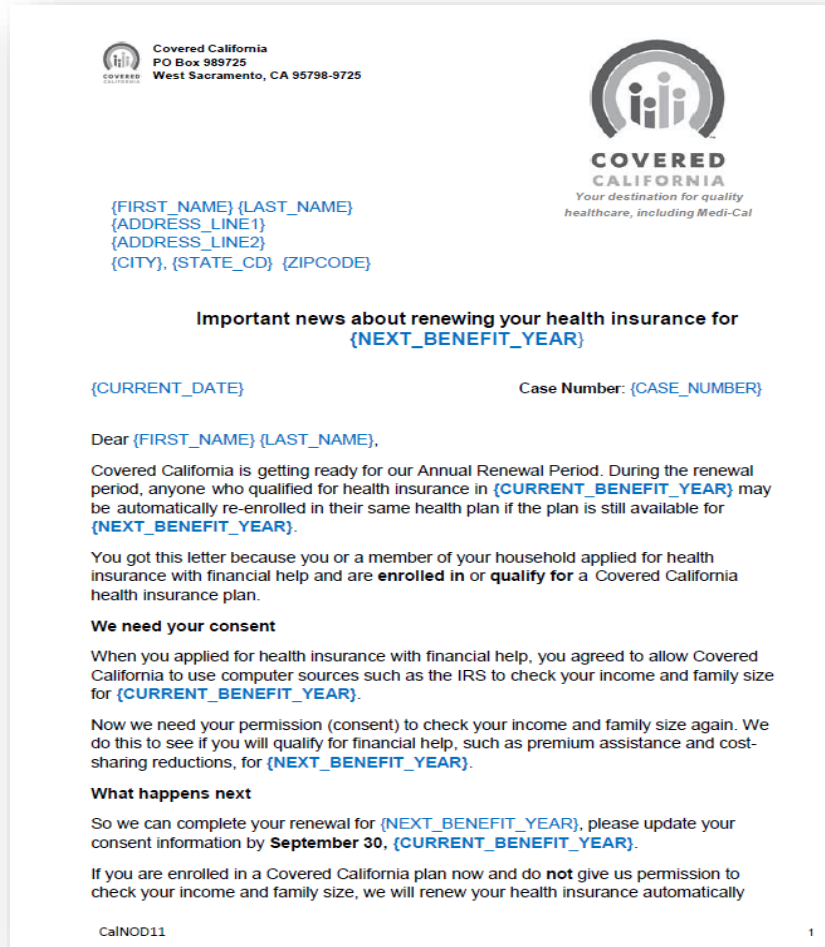 Covered California
PO Box 989725
West Sacramento, CA 95798-9725
COVERED
CALIFORNIA
COVERED
CALIFORNIA
Your destination for quality
healthcare, including Medi-Cal
{FIRST_NAME} {LAST_NAME}
{ADDRESS_LINE1}
{ADDRESS_LINE2}
{CITY}, {STATE_CD} {ZIPCODE}
Important news about renewing your health insurance for
{NEXT_BENEFIT_YEAR}
{CURRENT_DATE} Case Number: {CASE_NUMBER}
Dear {FIRST_NAME} {LAST_NAME},
Covered California is getting ready for our Annual Renewal Period. During the renewal
period, anyone who qualified for health insurance in {CURRENT_BENEFIT_YEAR} may
be automatically re-enrolled in their same health plan if the plan is still available for
{NEXT_BENEFIT_YEAR}.
You got this letter because you or a member of your household applied for health
insurance with financial help and are enrolled in or qualify for a Covered California
health insurance plan.
We need your consent
When you applied for health insurance with financial help, you agreed to allow Covered
California to use computer sources such as the IRS to check your income and family size
for {CURRENT_BENEFIT_YEAR}.
Now we need your permission (consent) to check your income and family size again. We
do this to see if you will qualify for financial help, such as premium assistance and cost-
sharing reductions, for {NEXT_BENEFIT_YEAR}.
What happens next
So we can complete your renewal for {NEXT_BENEFIT_YEAR}, please update your
consent information by September 30, {CURRENT_BENEFIT_YEAR}.
If you are enrolled in a Covered California plan now and do not give us permission to
check your income and family size, we will renew your health insurance automatically
CalNOD11 1